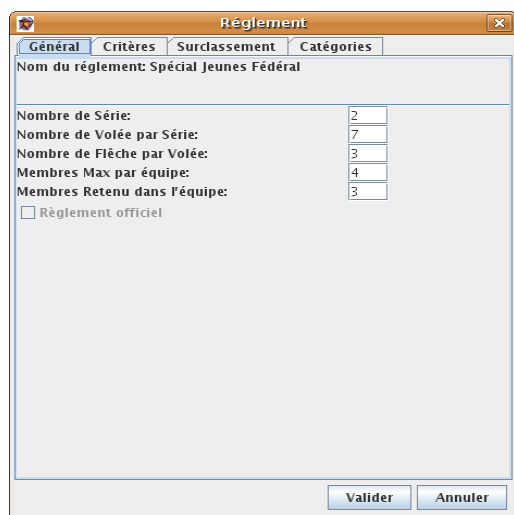 Réglement
Général Critères Surclassement Catégories
Nom du réglement: Spécial Jeunes Fédéral
Nombre de Série: 2
Nombre de Volée par Série: 7
Nombre de Flêche par Volée: 3
Membres Max par équipe: 4
Membres Retenu dans l'équipe: 3
Règlement officiel
Valider Annuler